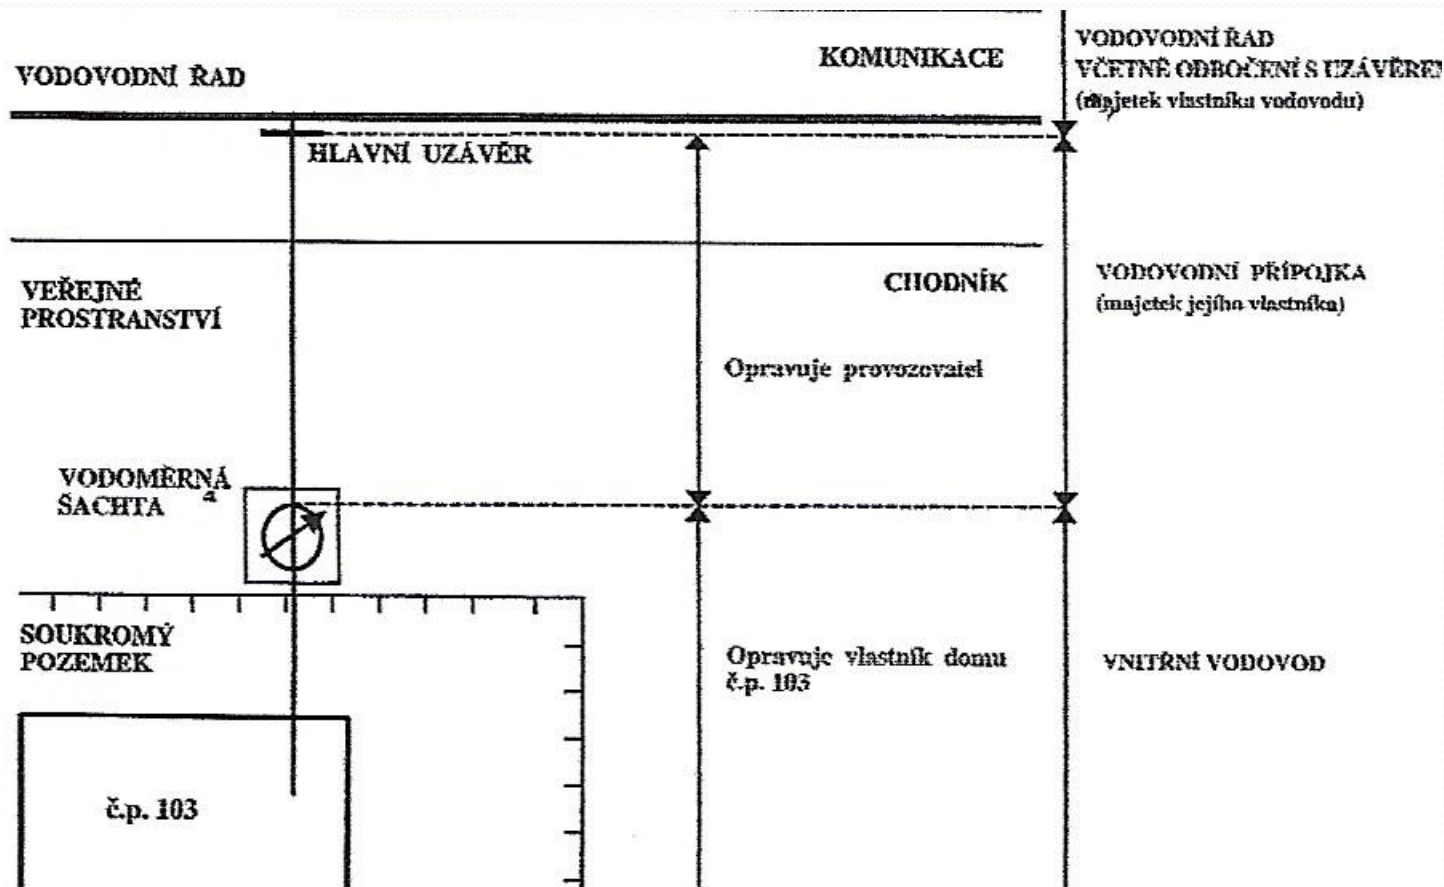 VODOVODNÍ ŘAD
KOMUNIKACE
VODOVODNÍ ŘAD
VČETNĚ ODBOČENÍ S UZÁVĚREM
(majetek vlastníka vodovodu)
HLAVNÍ UZÁVĚR
VEŘEJNÉ
PROSTRANSTVÍ
CHODNÍK
VODOVODNÍ PŘÍPOJKA
(majetek jejího vlastníka)
Opravuje provozovatel
VODOMĚRNÁ
ŠACHTA
SOUKROMÝ
POZEMEK
Opravuje vlastník domu
č.p. 103
VNITŘNÍ VODOVOD
č.p. 103